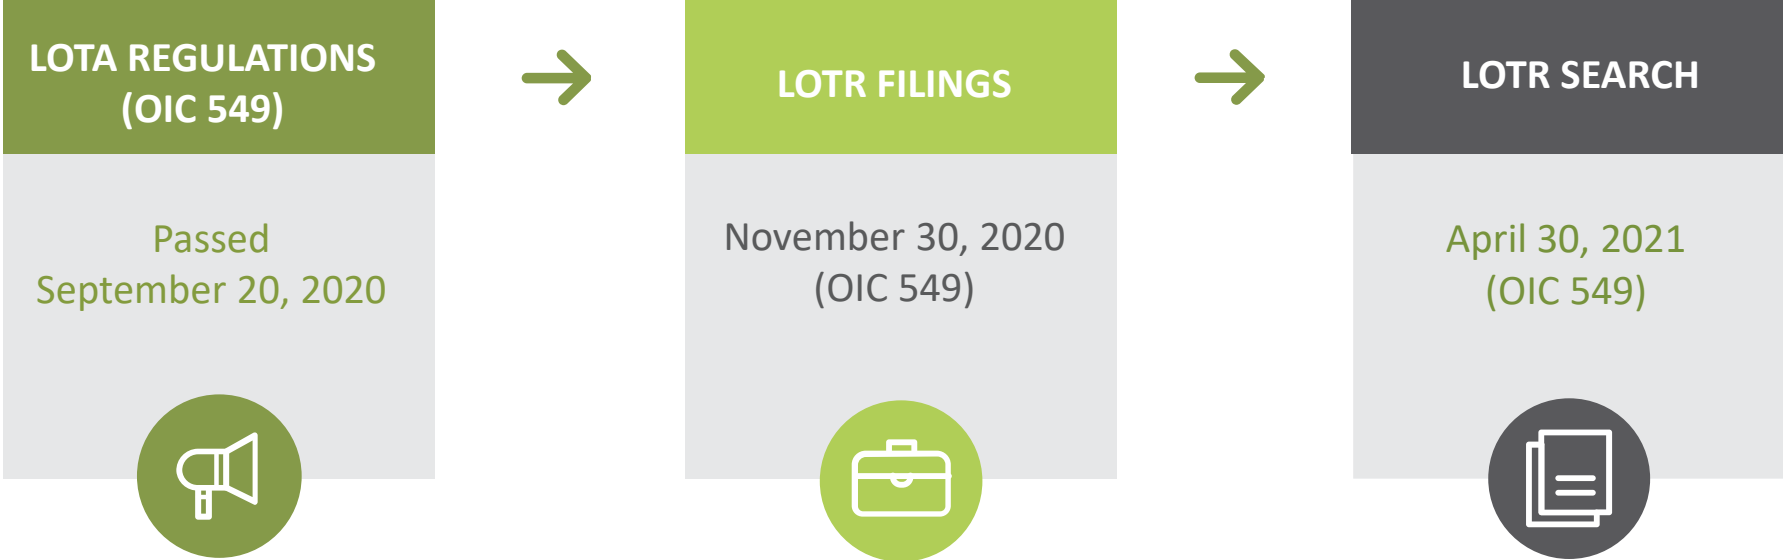 LOTA REGULATIONS
(OIC 549)
Passed
September 20, 2020
LOTR FILINGS
November 30, 2020
(OIC 549)
LOTR SEARCH
April 30, 2021
(OIC 549)